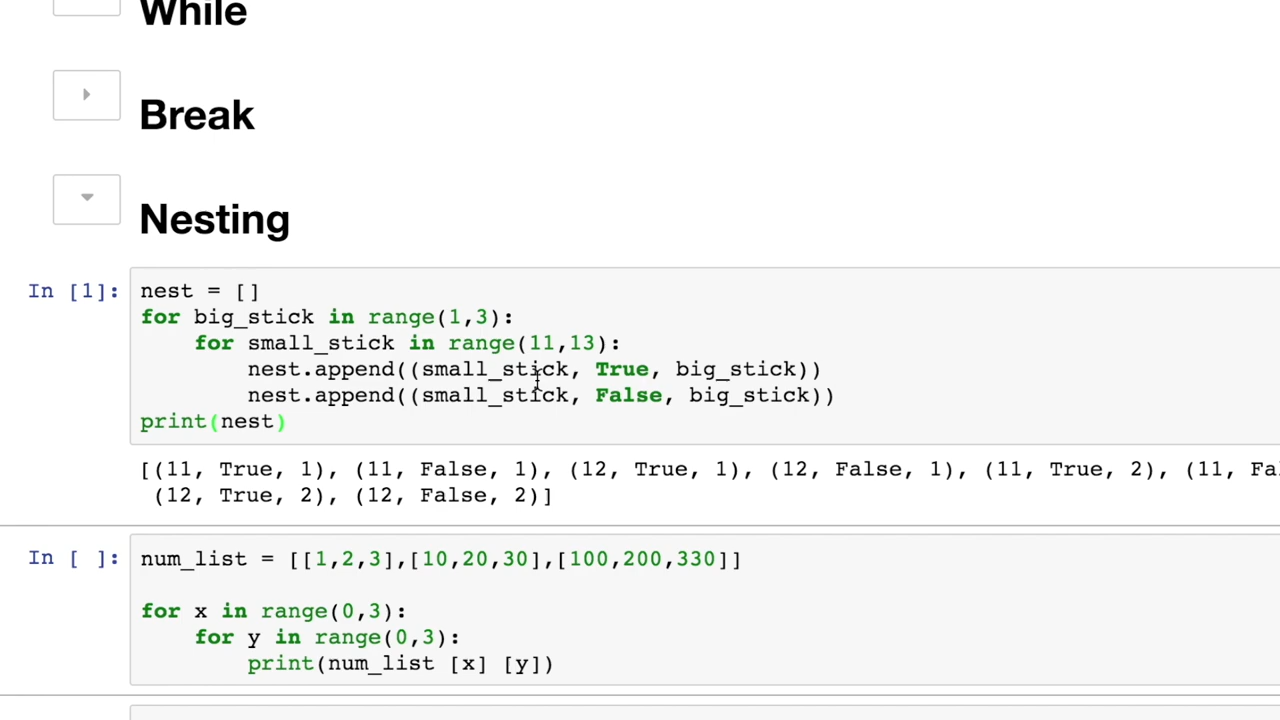 While
Break
Nesting
In [1]: nest = []
for big_stick in range(1,3):
    for small_stick in range(11,13):
        nest.append((small_stick, True, big_stick))
        nest.append((small_stick, False, big_stick))
print(nest)
[(11, True, 1), (11, False, 1), (12, True, 1), (12, False, 1), (11, True, 2), (11, Fa
(12, True, 2), (12, False, 2)]
In [ ]: num_list = [[1,2,3],[10,20,30],[100,200,330]]
for x in range(0,3):
    for y in range(0,3):
        print(num_list [x] [y])